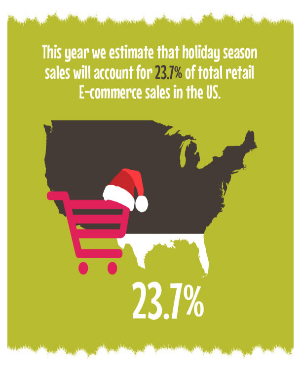 This year we estimate that holiday season
sales will account for 23.7% of total retail
E-commerce sales in the US.
23.7%